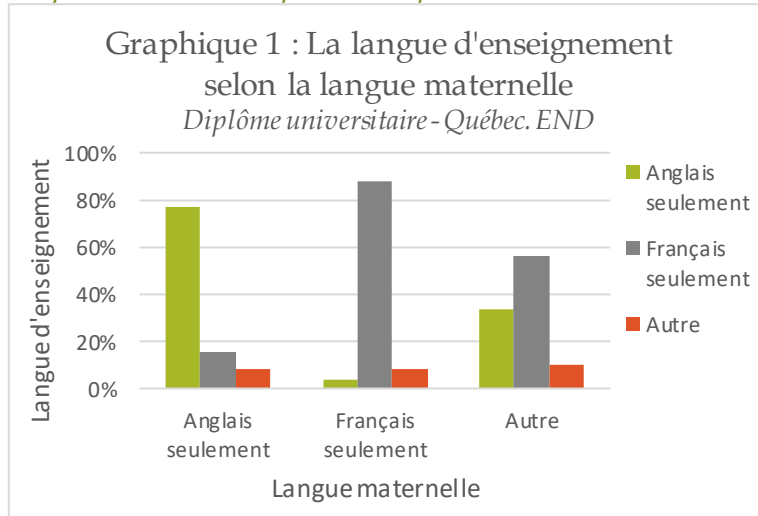 Graphique 1 : La langue d'enseignement
selon la langue maternelle
Diplôme universitaire - Québec. END
Langue d'enseignement
100%
80%
60%
40%
20%
0%
Anglais
seulement
Français
seulement
Autre
Langue maternelle
Anglais
seulement
Français
seulement
Autre